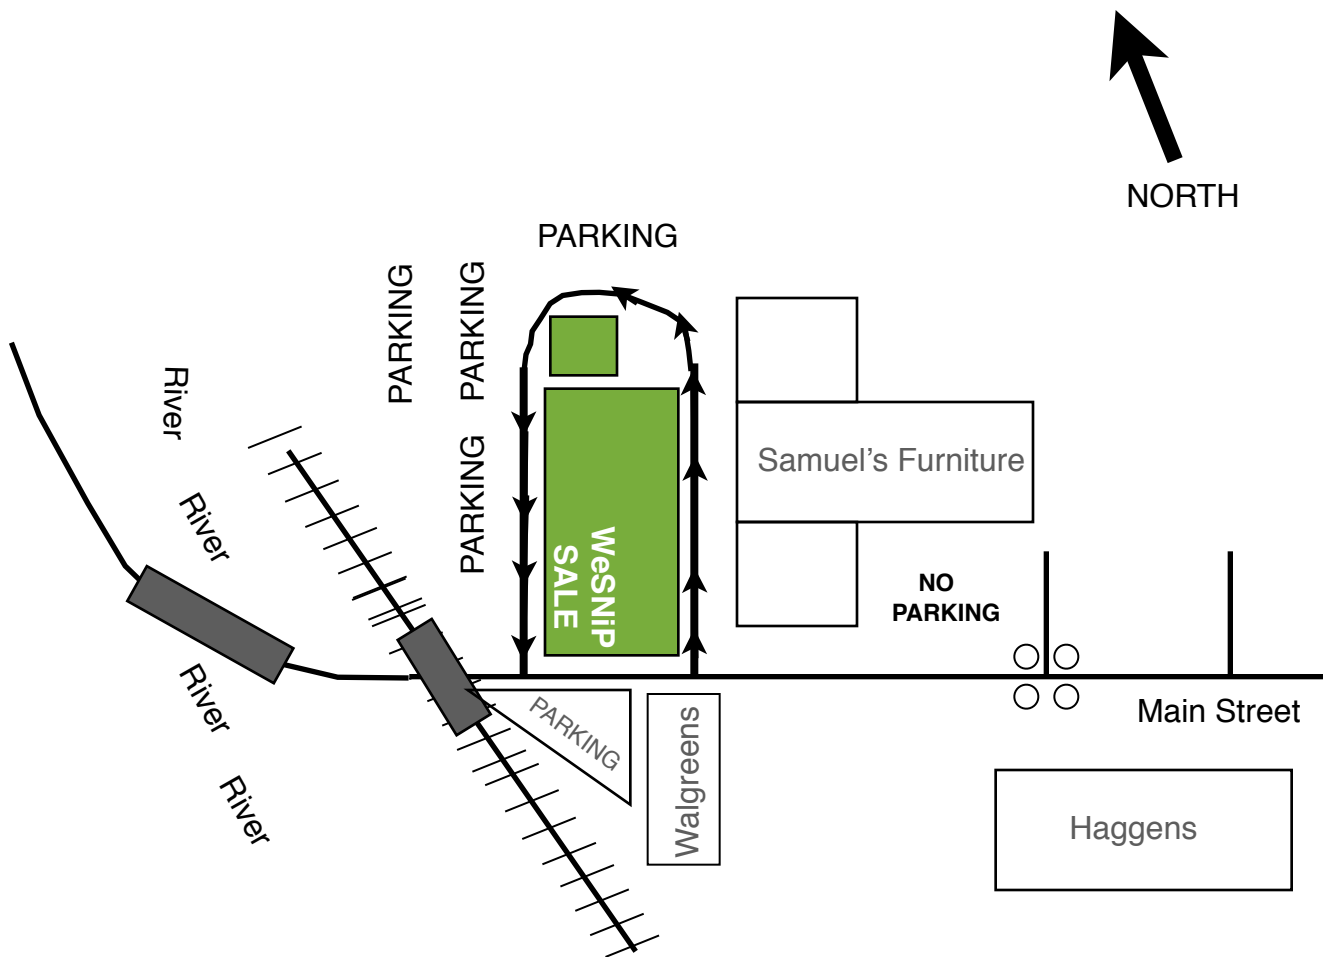 NORTH
PARKING
PARKING
PARKING
River
PARKING
Samuel's Furniture
River
WeSNiP
SALE
NO
PARKING
River
PARKING
Main Street
Walgreens
River
Haggens